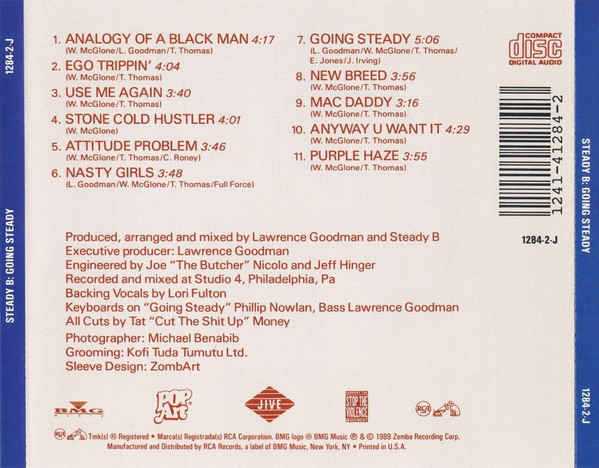 1284-2-J
STEADY B: GOING STEADY
1. ANALOGY OF A BLACK MAN 4:17
(W. McGlone/L. Goodman/T. Thomas)
2. EGO TRIPPIN' 4:04
(W. McGlone/T. Thomas)
3. USE ME AGAIN 3:40
(W. McGlone/T. Thomas)
4. STONE COLD HUSTLER 4:01
(W. McGlone)
5. ATTITUDE PROBLEM 3:46
(W. McGlone/T. Thomas/C. Roney)
6. NASTY GIRLS 3:48
(L. Goodman/W. McGlone/T. Thomas/Full Force)
7. GOING STEADY 5:06
(L. Goodman/W. McGlone/T. Thomas/
E. Jones/J. Irving)
8. NEW BREED 3:56
(W. McGlone/T. Thomas)
9. MAC DADDY 3:16
(W. McGlone/T. Thomas)
10. ANYWAY U WANT IT 4:29
(W. McGlone/T. Thomas)
11. PURPLE HAZE 3:55
(W. McGlone/T. Thomas)
COMPACT
disc
DIGITAL AUDIO
1241-41284-2
1284-2-J
Produced, arranged and mixed by Lawrence Goodman and Steady B
Executive producer: Lawrence Goodman
Engineered by Joe "The Butcher" Nicolo and Jeff Hinger
Recorded and mixed at Studio 4, Philadelphia, Pa
Backing Vocals by Lori Fulton
Keyboards on "Going Steady" Phillip Nowlan, Bass Lawrence Goodman
All Cuts by Tat "Cut The Shit Up" Money
Photographer: Michael Benabib
Grooming: Kofi Tuda Tumutu Ltd.
Sleeve Design: ZombArt
BMG
POP
Art
JIVE
STOP
THE VIOLENCE
RCA
RCA
Tmk(s) ® Registered • Marca(s) Registrada(s) RCA Corporation. BMG logo ® BMG Music ℗ & © 1989 Zomba Recording Corp.
Manufactured and Distributed by RCA Records, a label of BMG Music, New York, NY • Printed in U.S.A.
STEADY B: GOING STEADY
1284-2-J